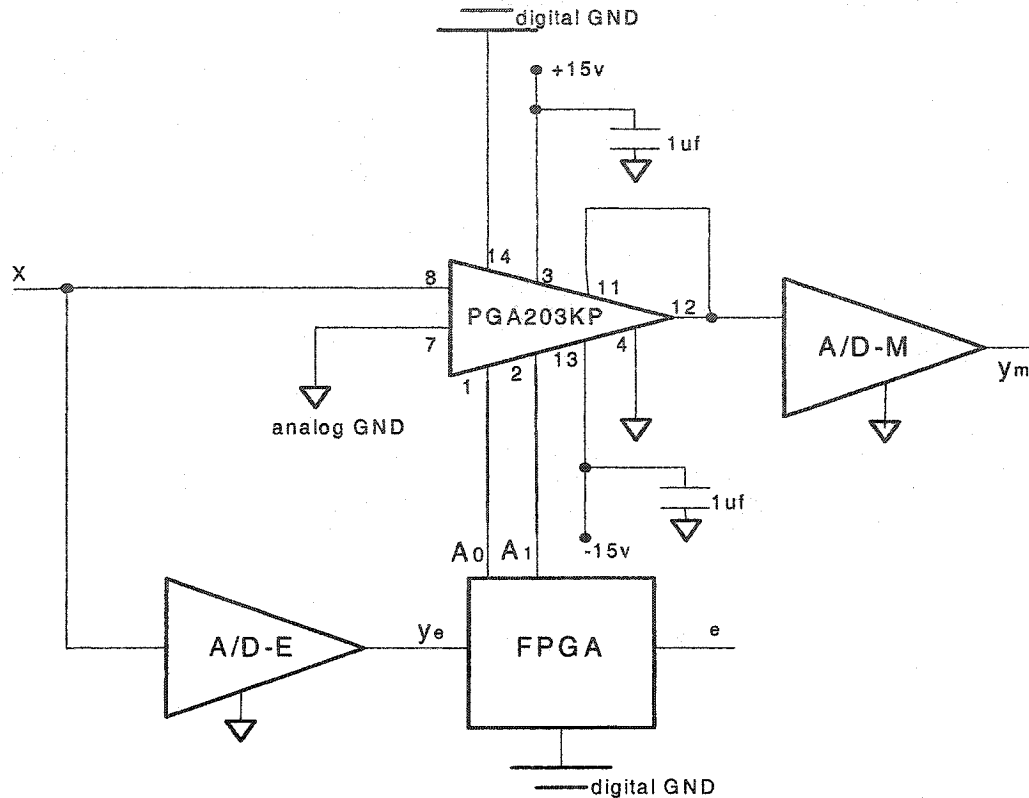 digital GND
+15v
1uf
x
14
3
8
11
12
PGA203KP
7
4
13
2
1
A/D-M
ym
analog GND
1uf
-15v
A0 A1
A/D-E
ye
FPGA
e
digital GND